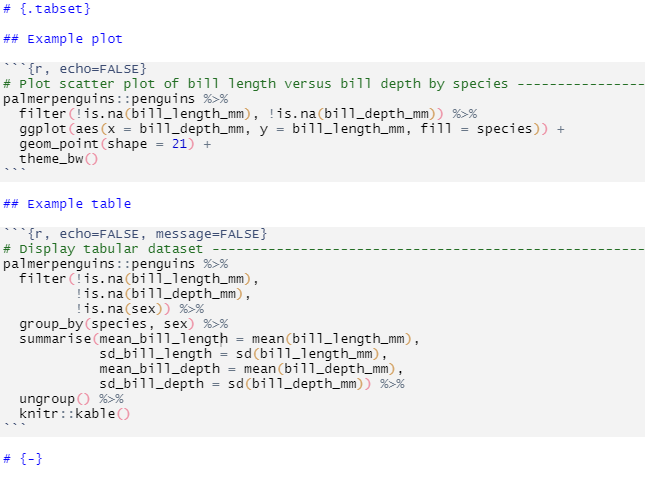 # {.tabset}
## Example plot
```{r, echo=FALSE}
# Plot scatter plot of bill length versus bill depth by species ----------------
palmerpenguins::penguins %>%
  filter(!is.na(bill_length_mm), !is.na(bill_depth_mm)) %>%
  ggplot(aes(x = bill_depth_mm, y = bill_length_mm, fill = species)) +
  geom_point(shape = 21) +
  theme_bw()
```
## Example table
```{r, echo=FALSE, message=FALSE}
# Display tabular dataset ------------------------------------------------------
palmerpenguins::penguins %>%
  filter(!is.na(bill_length_mm),
         !is.na(bill_depth_mm),
         !is.na(sex)) %>%
  group_by(species, sex) %>%
  summarise(mean_bill_length = mean(bill_length_mm),
            sd_bill_length = sd(bill_length_mm),
            mean_bill_depth = mean(bill_depth_mm),
            sd_bill_depth = sd(bill_depth_mm)) %>%
  ungroup() %>%
  knitr::kable()
```
# {-}